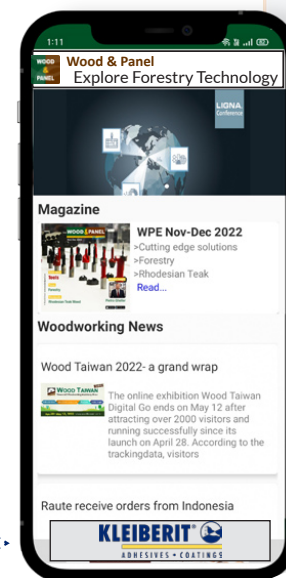 1:11
WOOD & PANEL
Wood & Panel
Explore Forestry Technology
LIGNA
Conference
Magazine
WOOD & PANEL
WPE Nov-Dec 2022
>Cutting edge solutions
>Forestry
>Rhodesian Teak
Read...
Woodworking News
Wood Taiwan 2022- a grand wrap
WOOD TAIWAN
The online exhibition Wood Taiwan
Digital Go ends on May 12 after
attracting over 2000 visitors and
running successfully since its
launch on April 28. According to the
trackingdata, visitors
Raute receive orders from Indonesia
KLEIBERIT®
ADHESIVES • COATINGS